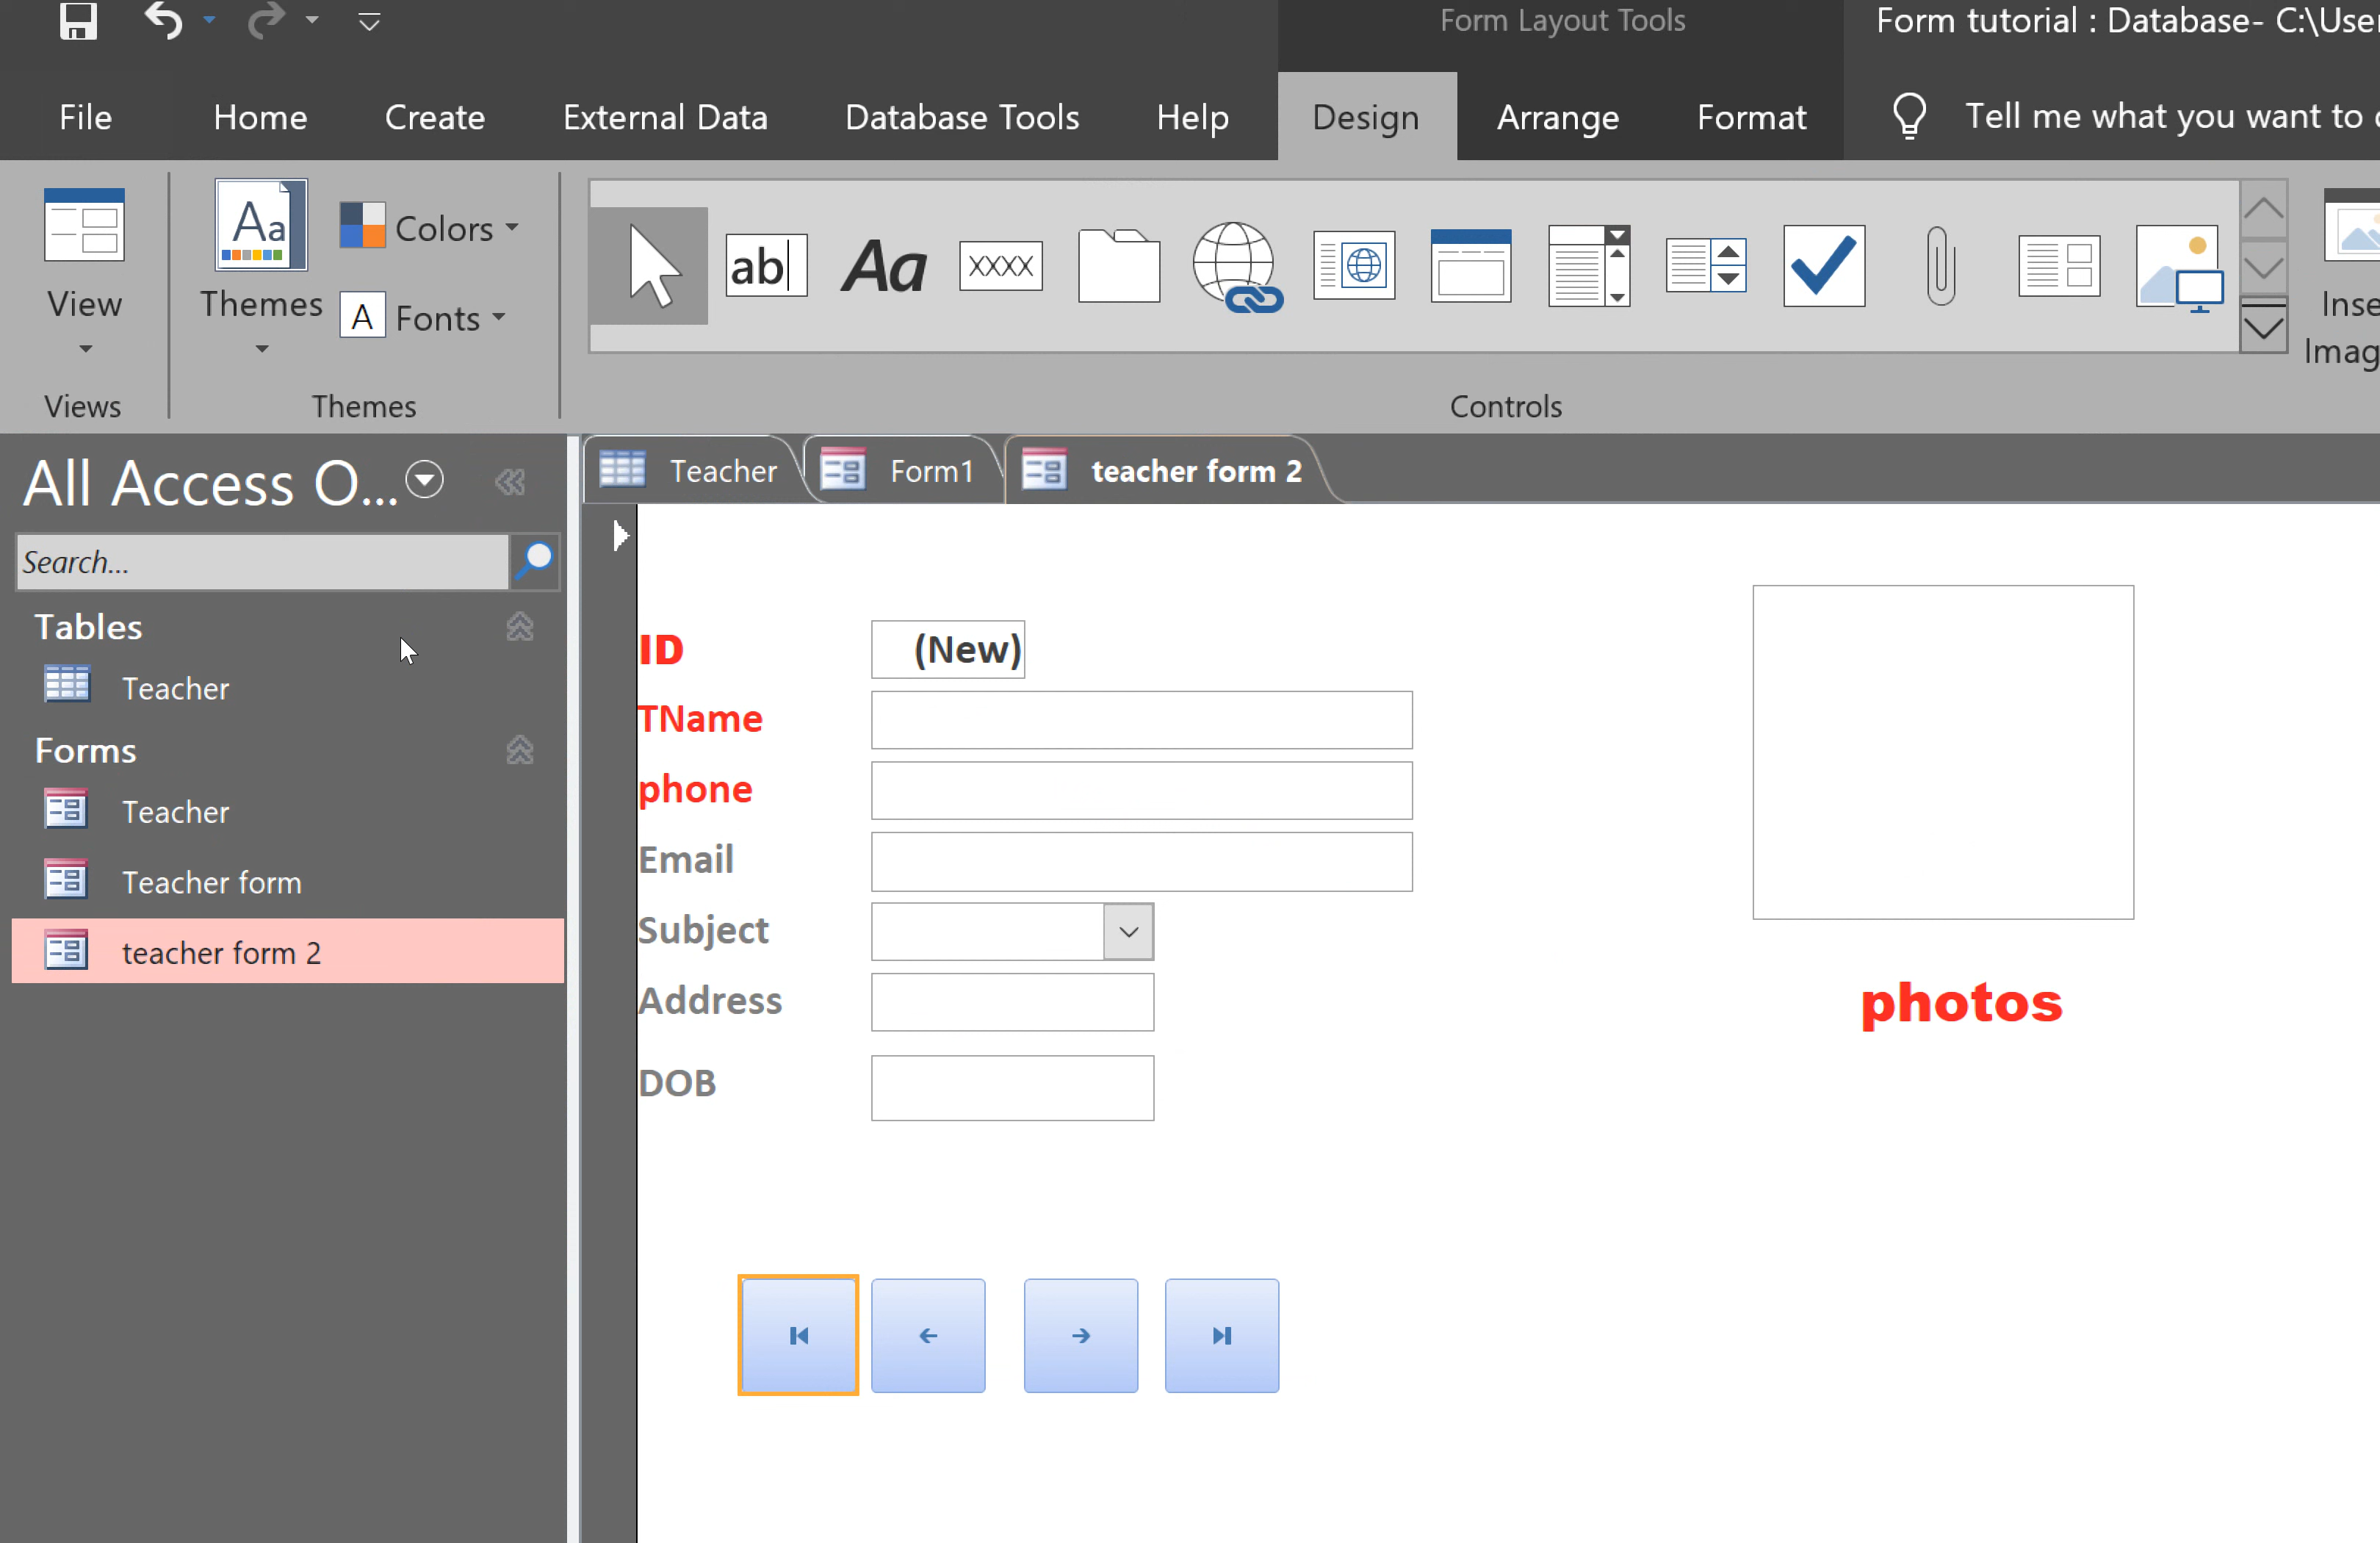 Form Layout Tools
Form tutorial : Database- C:\User
File Home Create External Data Database Tools Help Design Arrange Format Tell me what you want to
Aa Colors
A Fonts
View
Themes
ab Aa XXXX
Inse
Imag
Views
Themes
Controls
All Access O...
Search...
Tables
Teacher
Forms
Teacher
Teacher form
teacher form 2
Teacher Form1 teacher form 2
ID (New)
TName
phone
Email
Subject
Address
DOB
photos